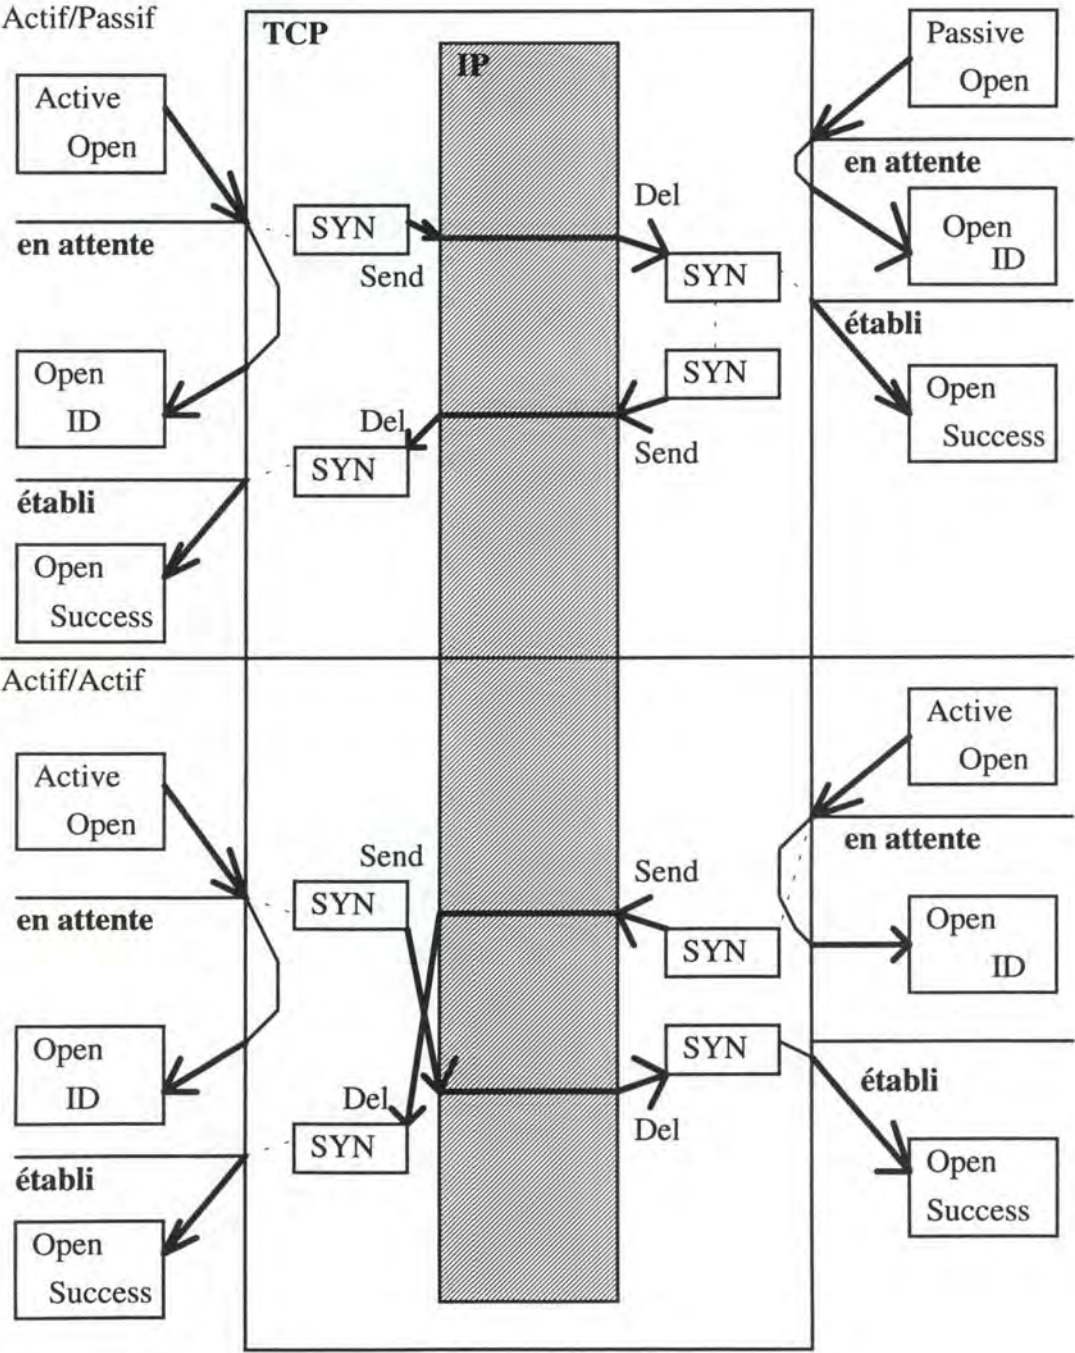 Actif/Passif
TCP
IP
Passive
Open
Active
Open
en attente
en attente
Del
SYN
Send
SYN
Open
ID
établi
Open
ID
SYN
Open
Success
Del
SYN
Send
établi
Open
Success
Actif/Actif
Active
Open
Active
Open
en attente
Send
SYN
Send
en attente
SYN
Open
ID
Open
ID
SYN
établi
Del
SYN
Del
établi
Open
Success
Open
Success